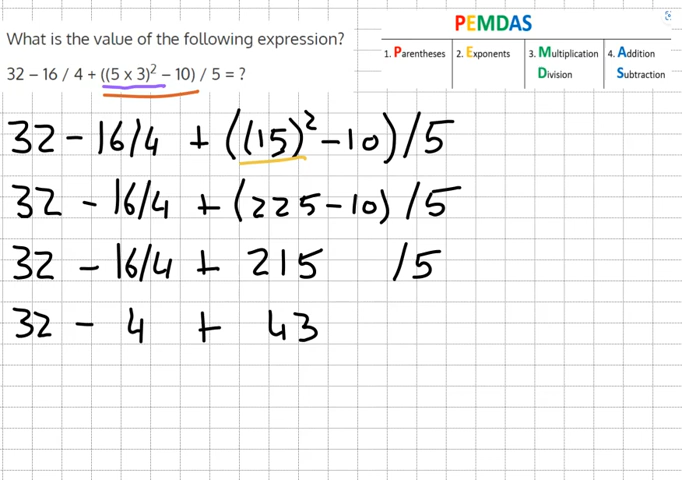 PEMDAS
1. Parentheses 2. Exponents 3. Multiplication Division 4. Addition Subtraction
What is the value of the following expression?
32 – 16 / 4 + ((5 x 3)² – 10) / 5 = ?
32 - 16/4 + ((15)² - 10) / 5
32 - 16/4 + (225 - 10) / 5
32 - 16/4 + 215 / 5
32 - 4 + 43